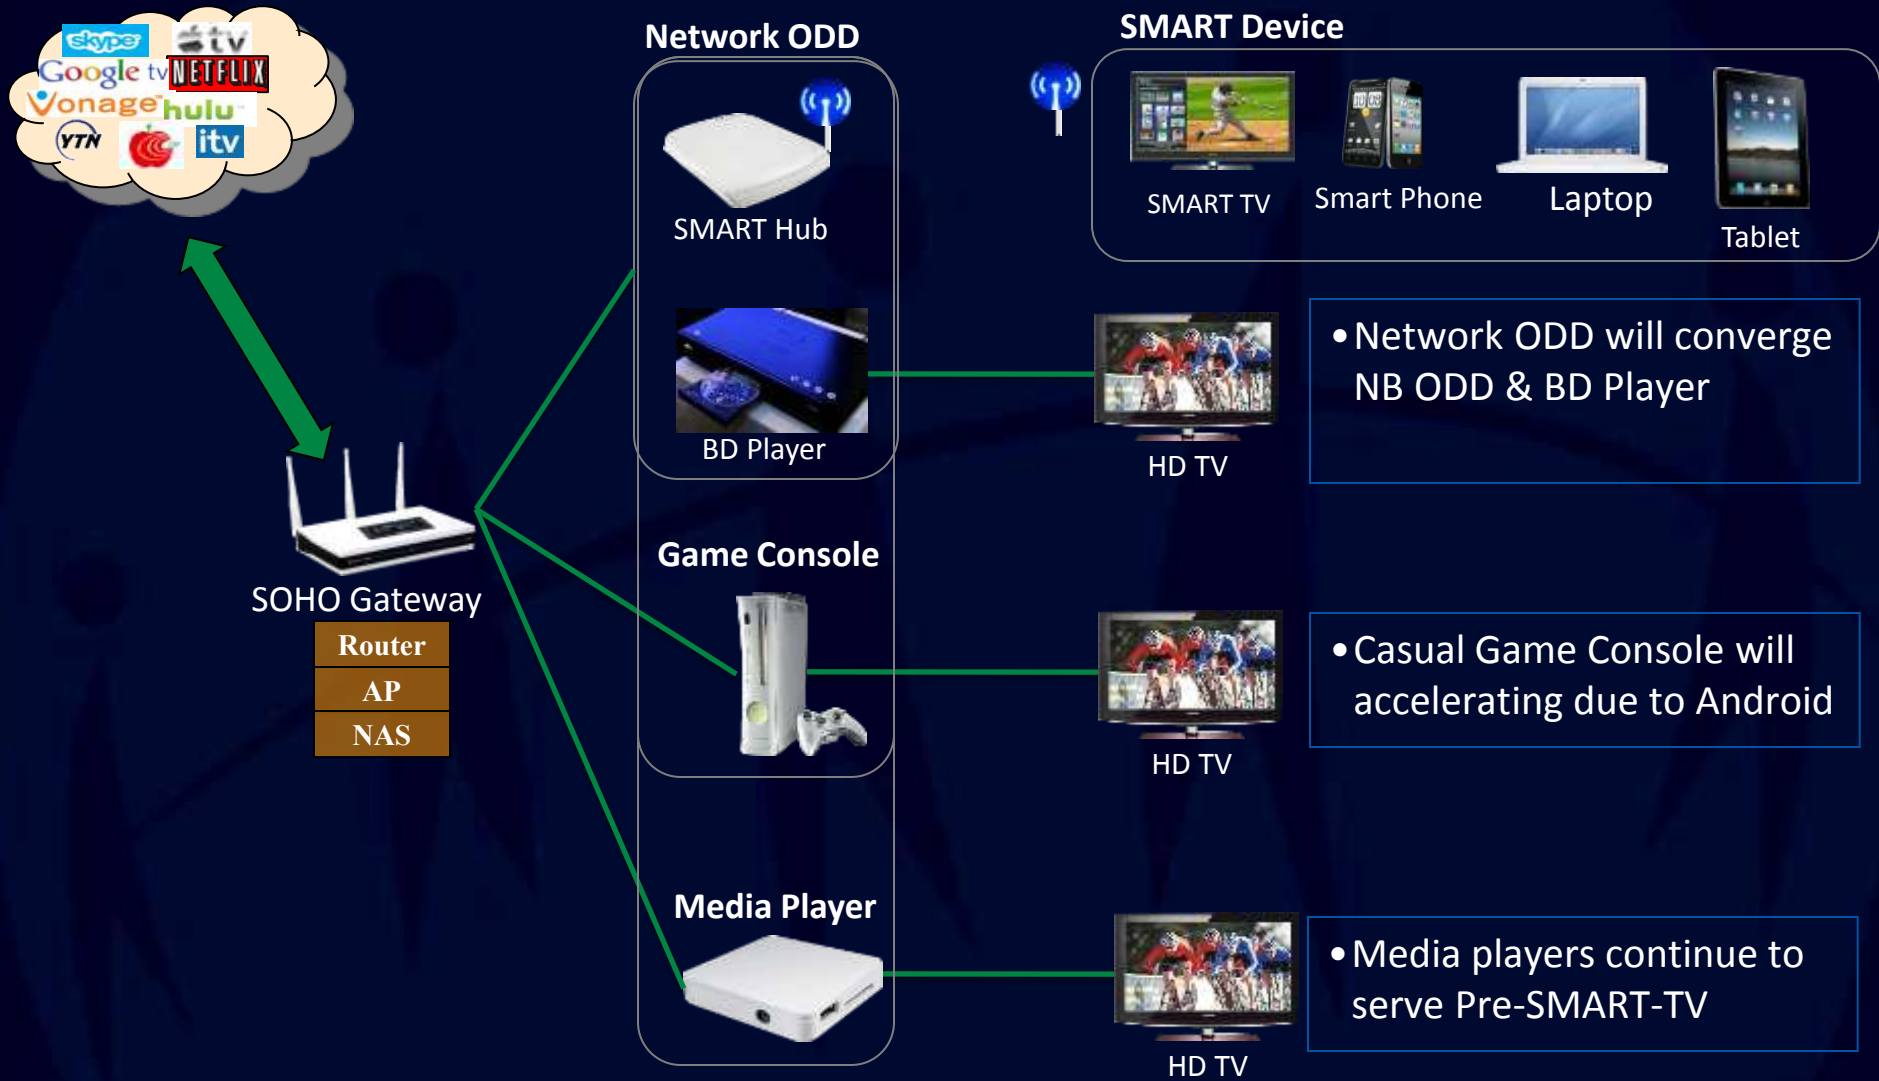 skype
tv
Google tv
NETFLIX
Vonage
hulu
YTN
itv
Network ODD
SMART Hub
BD Player
SMART Device
SMART TV
Smart Phone
Laptop
Tablet
HD TV
•Network ODD will converge
NB ODD & BD Player
SOHO Gateway
Router
AP
NAS
Game Console
HD TV
•Casual Game Console will
accelerating due to Android
Media Player
HD TV
•Media players continue to
serve Pre-SMART-TV